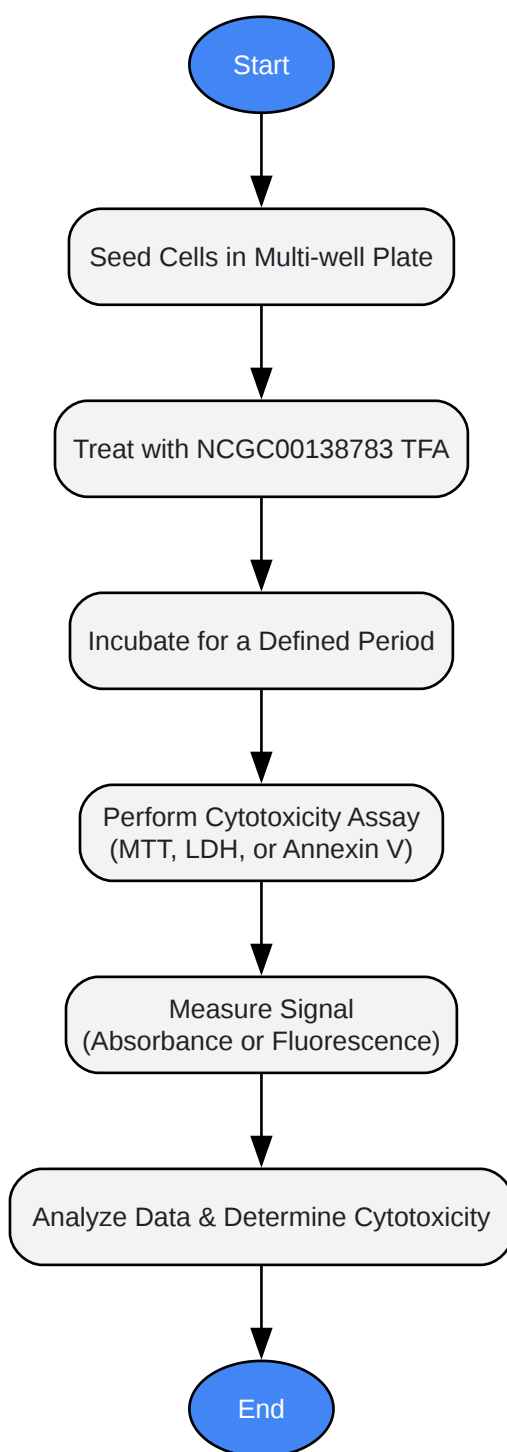 Start
Seed Cells in Multi-well Plate
Treat with NCGC00138783 TFA
Incubate for a Defined Period
Perform Cytotoxicity Assay
(MTT, LDH, or Annexin V)
Measure Signal
(Absorbance or Fluorescence)
Analyze Data & Determine Cytotoxicity
End